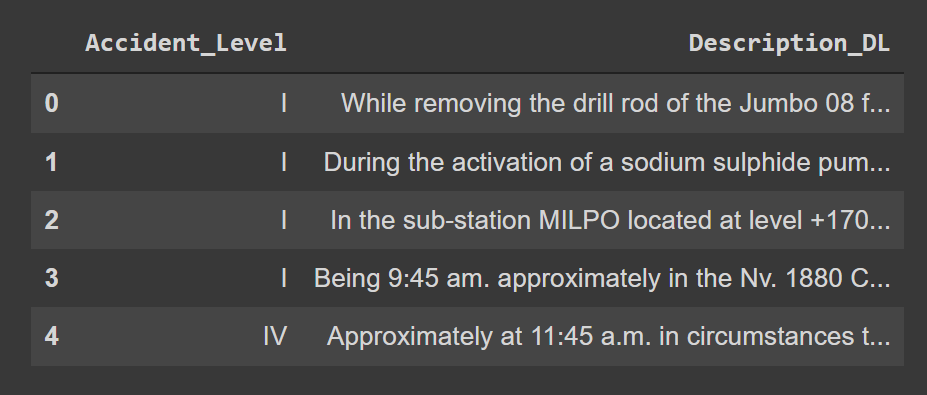 Accident_Level Description_DL
0 I While removing the drill rod of the Jumbo 08 f...
1 I During the activation of a sodium sulphide pum...
2 I In the sub-station MILPO located at level +170...
3 I Being 9:45 am. approximately in the Nv. 1880 C...
4 IV Approximately at 11:45 a.m. in circumstances t...